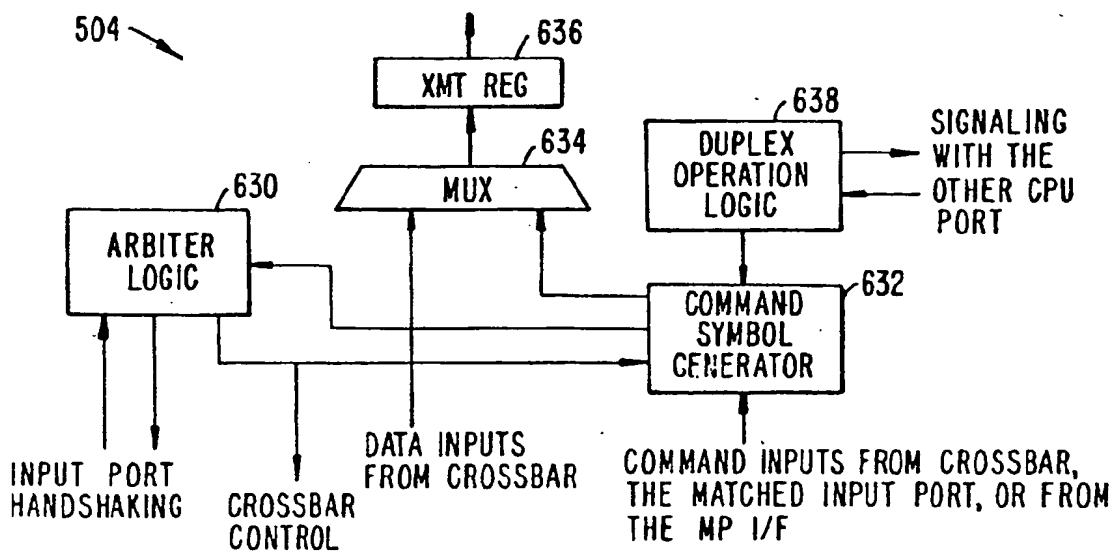 504
636
XMT REG
638
DUPLEX
OPERATION
LOGIC
SIGNALING
WITH THE
OTHER CPU
PORT
634
MUX
630
ARBITER
LOGIC
632
COMMAND
SYMBOL
GENERATOR
INPUT PORT
HANDSHAKING
CROSSBAR
CONTROL
DATA INPUTS
FROM CROSSBAR
COMMAND INPUTS FROM CROSSBAR,
THE MATCHED INPUT PORT, OR FROM
THE MP I/F